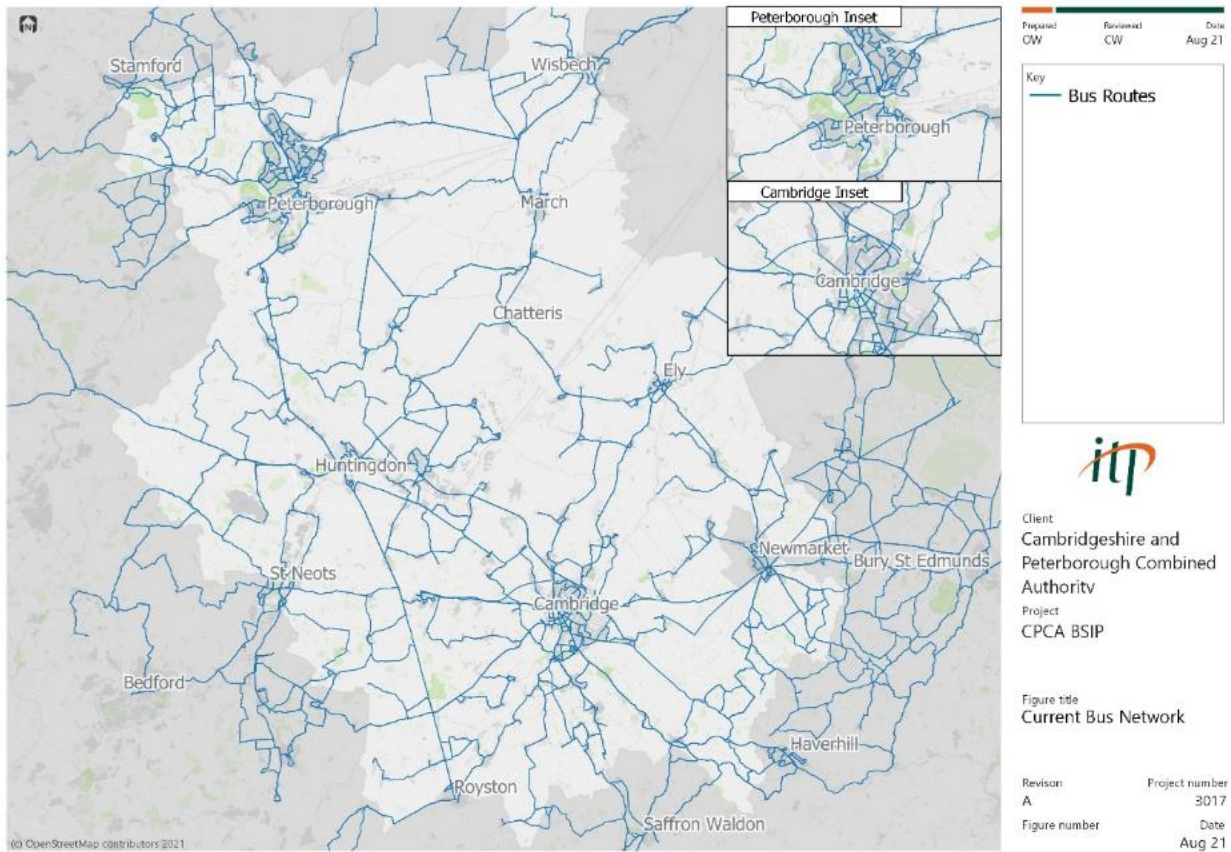 N
Stamford
Wisbech
Peterborough
March
Chatteris
Ely
Huntingdon
St Neots
Newmarket
Bury St Edmunds
Cambridge
Bedford
Haverhill
Royston
Saffron Waldon
(c) OpenStreetMap contributors 2021
Peterborough Inset
Peterborough
Cambridge Inset
Cambridge
Prepared Reviewed Date
OW CW Aug 21
Key
Bus Routes
itp
Client
Cambridgeshire and
Peterborough Combined
Authority
Project
CPCA BSIP
Figure title
Current Bus Network
Revison Project number
A 3017
Figure number Date
Aug 21